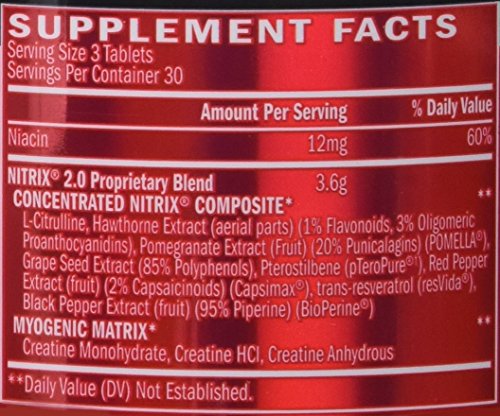 SUPPLEMENT FACTS
Serving Size 3 Tablets
Servings Per Container 30
Amount Per Serving % Daily Value
Niacin 12mg 60%
NITRIX® 2.0 Proprietary Blend 3.6g
CONCENTRATED NITRIX® COMPOSITE* **
L-Citrulline, Hawthorne Extract (aerial parts) (1% Flavonoids, 3% Oligomeric
Proanthocyanidins), Pomegranate Extract (Fruit) (20% Punicalagins) (POMELLA®),
Grape Seed Extract (85% Polyphenols), Pterostilbene (pTeroPure®†), Red Pepper
Extract (fruit) (2% Capsaicinoids) (Capsimax®), trans-resveratrol (resVida®),
Black Pepper Extract (fruit) (95% Piperine) (BioPerine®)
MYOGENIC MATRIX* **
Creatine Monohydrate, Creatine HCl, Creatine Anhydrous
**Daily Value (DV) Not Established.